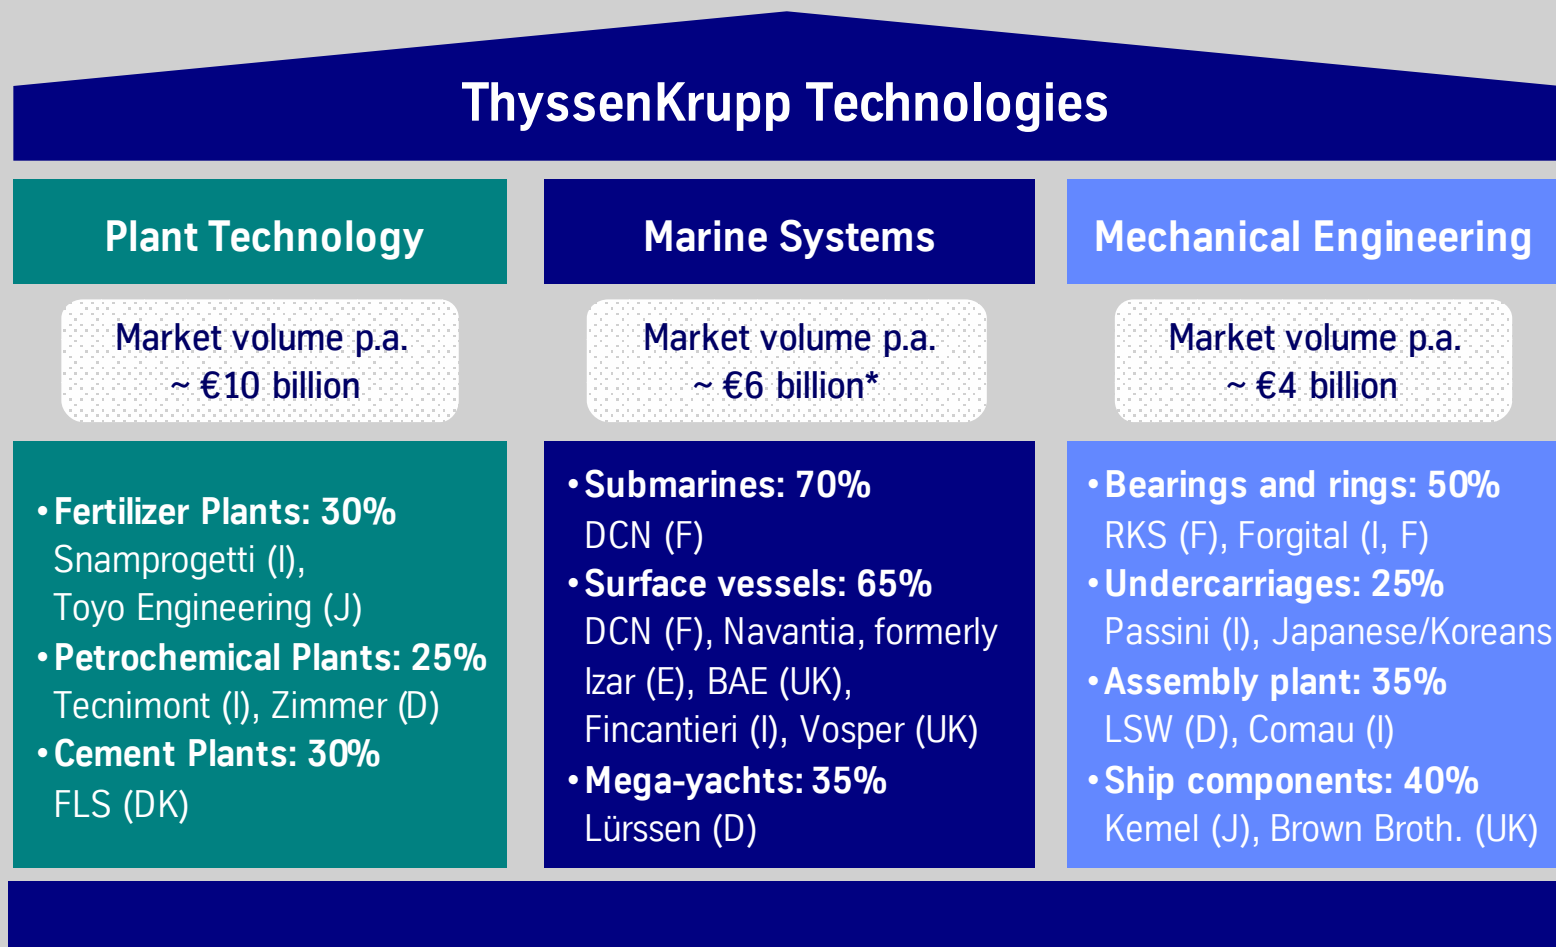 ThyssenKrupp Technologies
Plant Technology
Market volume p.a.
~ €10 billion
•Fertilizer Plants: 30%
Snamprogetti (I),
Toyo Engineering (J)
•Petrochemical Plants: 25%
Tecnimont (I), Zimmer (D)
•Cement Plants: 30%
FLS (DK)
Marine Systems
Market volume p.a.
~ €6 billion*
•Submarines: 70%
DCN (F)
•Surface vessels: 65%
DCN (F), Navantia, formerly
Izar (E), BAE (UK),
Fincantieri (I), Vosper (UK)
•Mega-yachts: 35%
Lürssen (D)
Mechanical Engineering
Market volume p.a.
~ €4 billion
•Bearings and rings: 50%
RKS (F), Forgital (I, F)
•Undercarriages: 25%
Passini (I), Japanese/Koreans
•Assembly plant: 35%
LSW (D), Comau (I)
•Ship components: 40%
Kemel (J), Brown Broth. (UK)